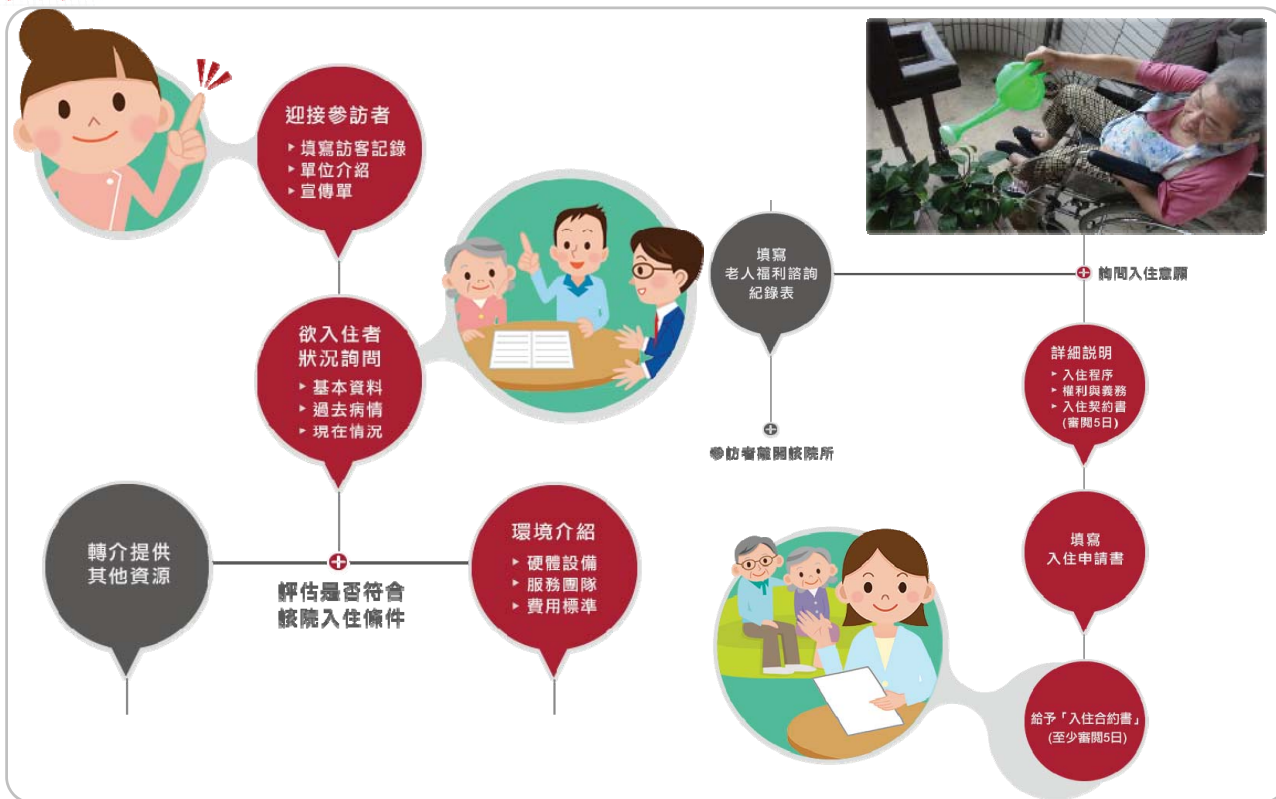 迎接參訪者
▸ 填寫訪客記錄
▸ 單位介紹
▸ 宣傳單
欲入住者
狀況詢問
▸ 基本資料
▸ 過去病情
▸ 現在情況
評估是否符合
該院入住條件
轉介提供
其他資源
環境介紹
▸ 硬體設備
▸ 服務團隊
▸ 費用標準
填寫
老人福利諮詢
紀錄表
參訪者離開該院所
詢問入住意願
詳細説明
▸ 入住程序
▸ 權利與義務
▸ 入住契約書
(審閱5日)
填寫
入住申請書
給予「入住合約書」
(至少審閱5日)